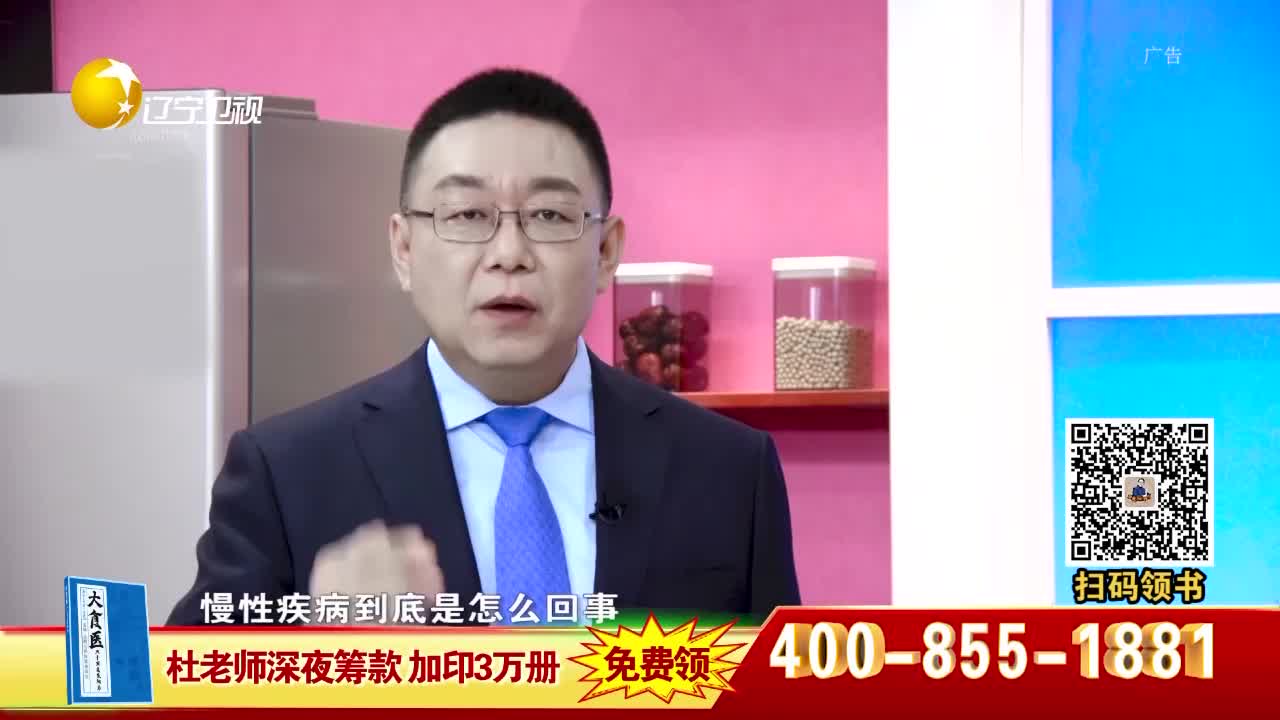 广告
辽宁卫视
扫码领书
慢性疾病到底是怎么回事
大食医
杜老师深夜筹款 加印3万册
免费领
400-855-1881